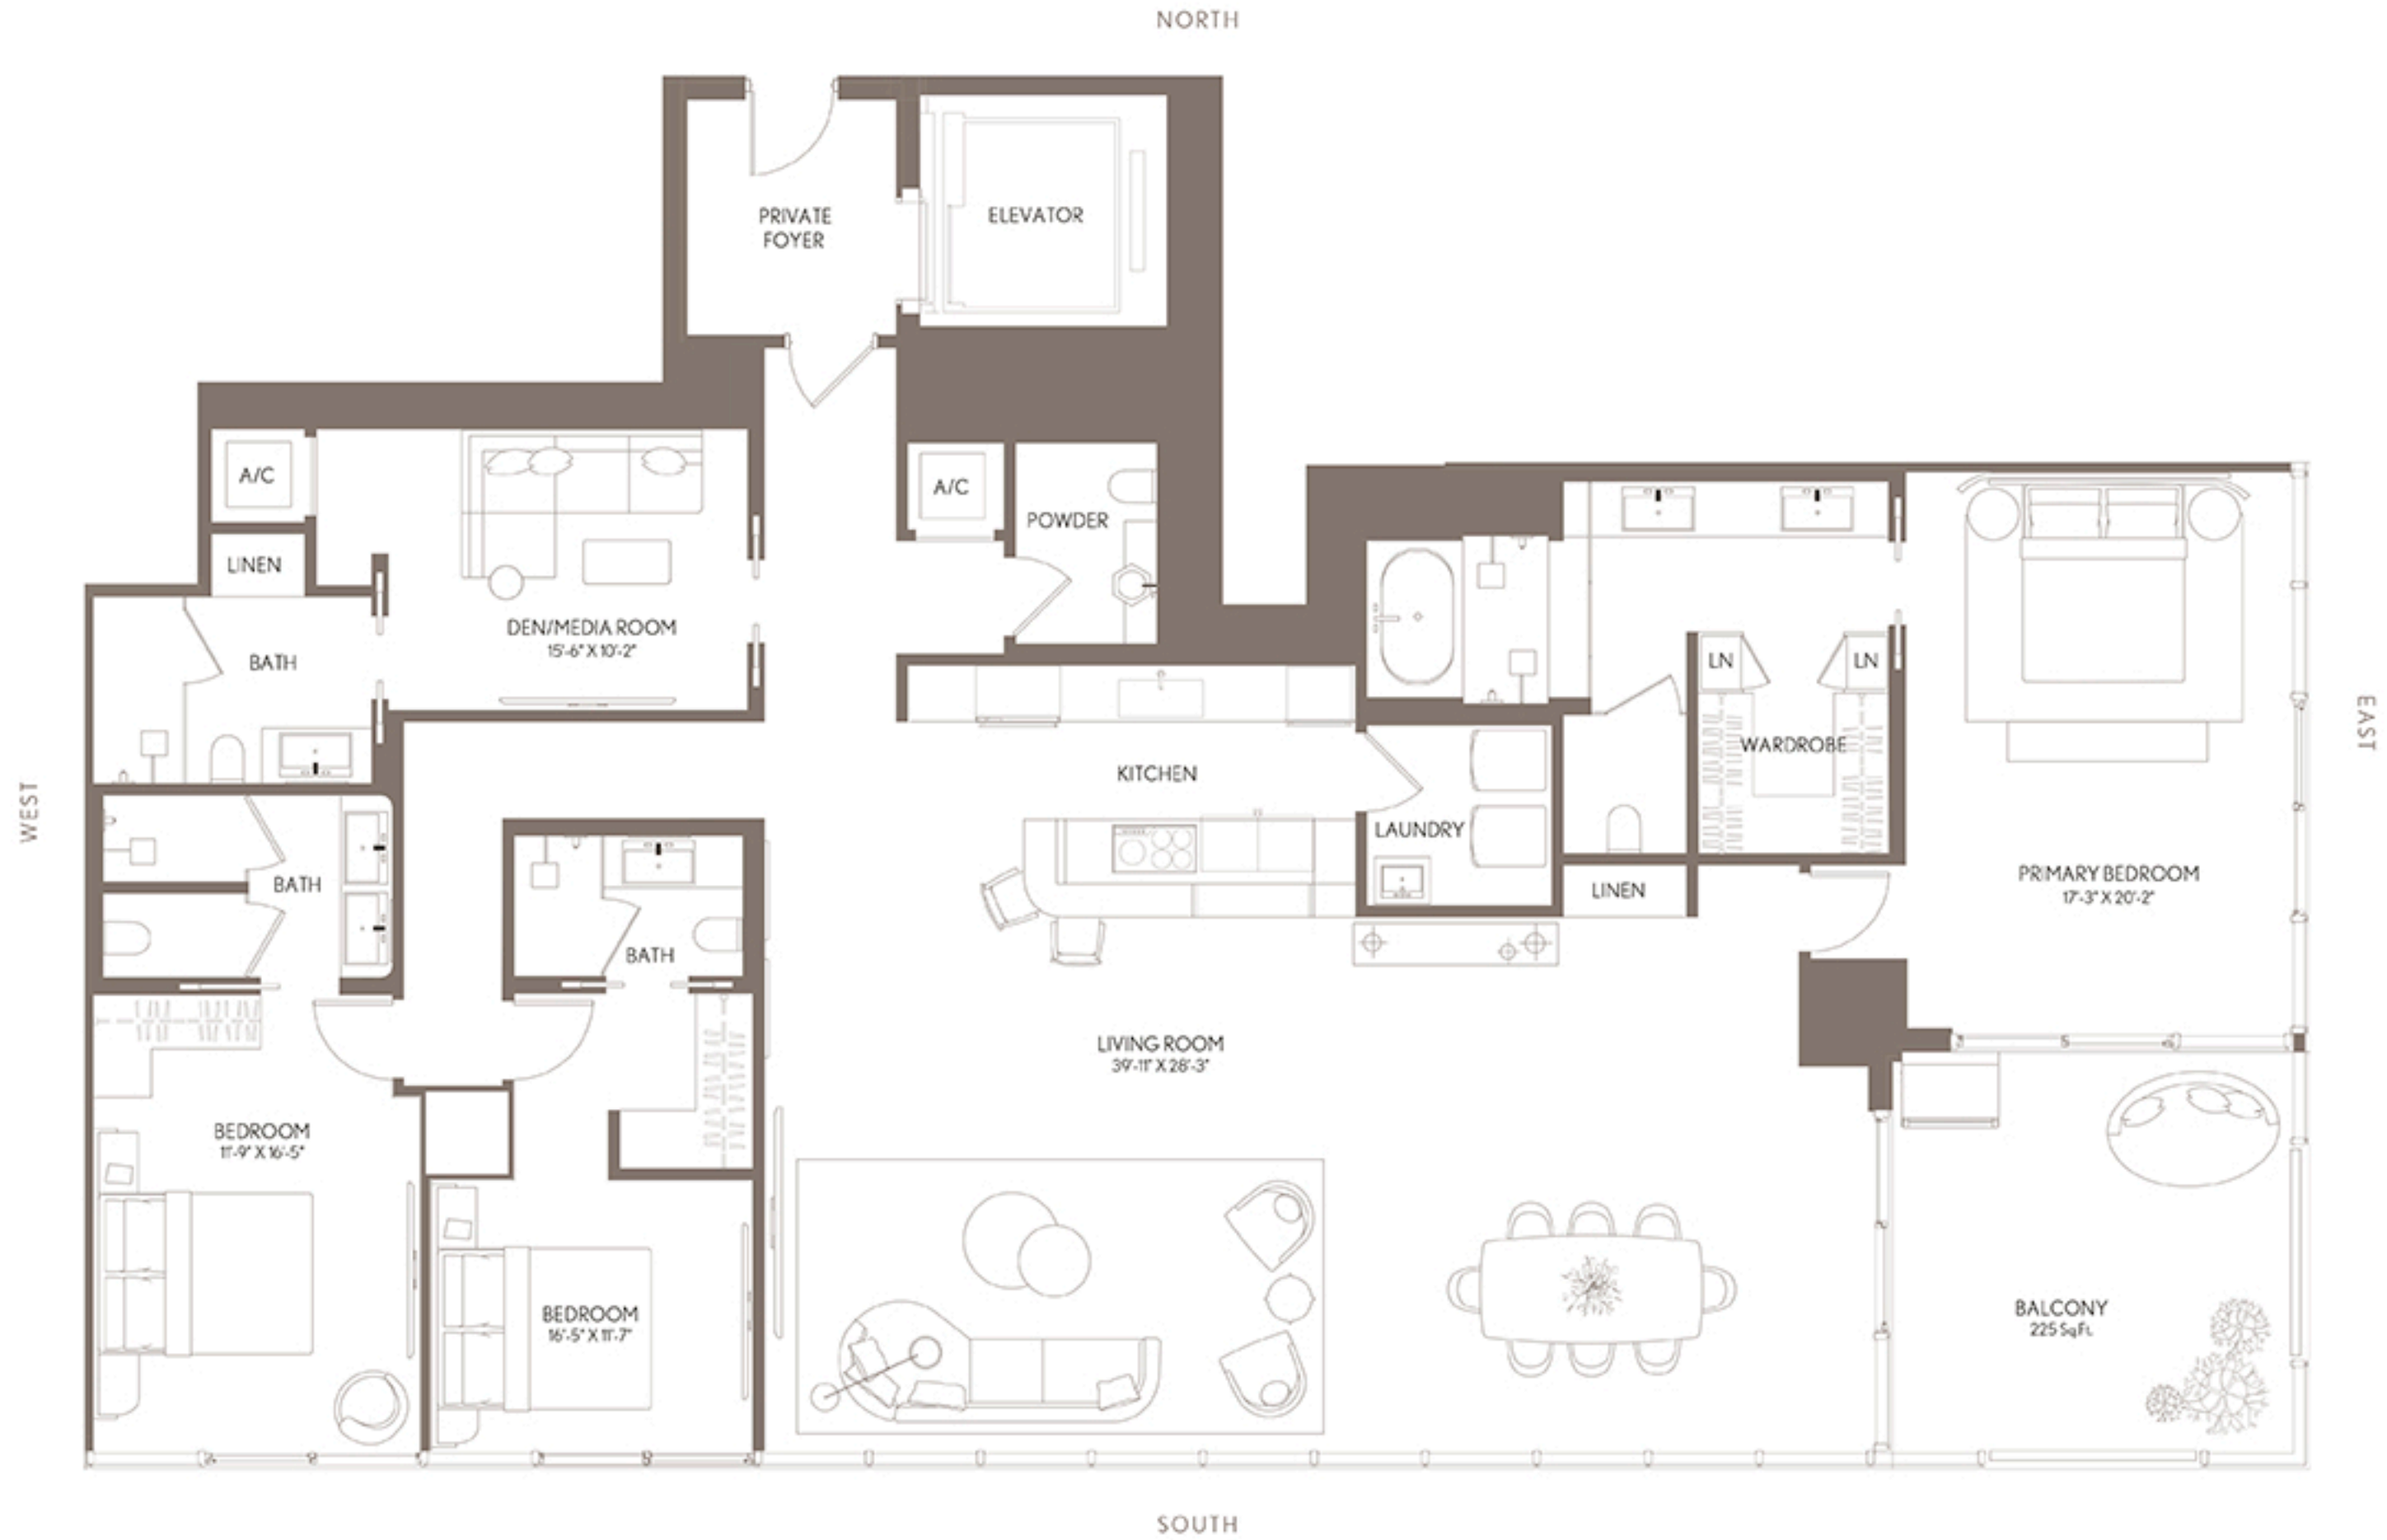 NORTH
PRIVATE
FOYER
ELEVATOR
A/C
A/C
POWDER
LINEN
DEN/MEDIA ROOM
15'-6" X 10'-2"
BATH
LN
LN
WARDROBE
EAST
WEST
KITCHEN
LAUNDRY
PRIMARY BEDROOM
17'-3" X 20'-2"
LINEN
BATH
BATH
LIVING ROOM
39'-11" X 28'-3"
BEDROOM
11'-9" X 16'-5"
BEDROOM
16'-5" X 11'-7"
BALCONY
225 Sq.Ft.
SOUTH